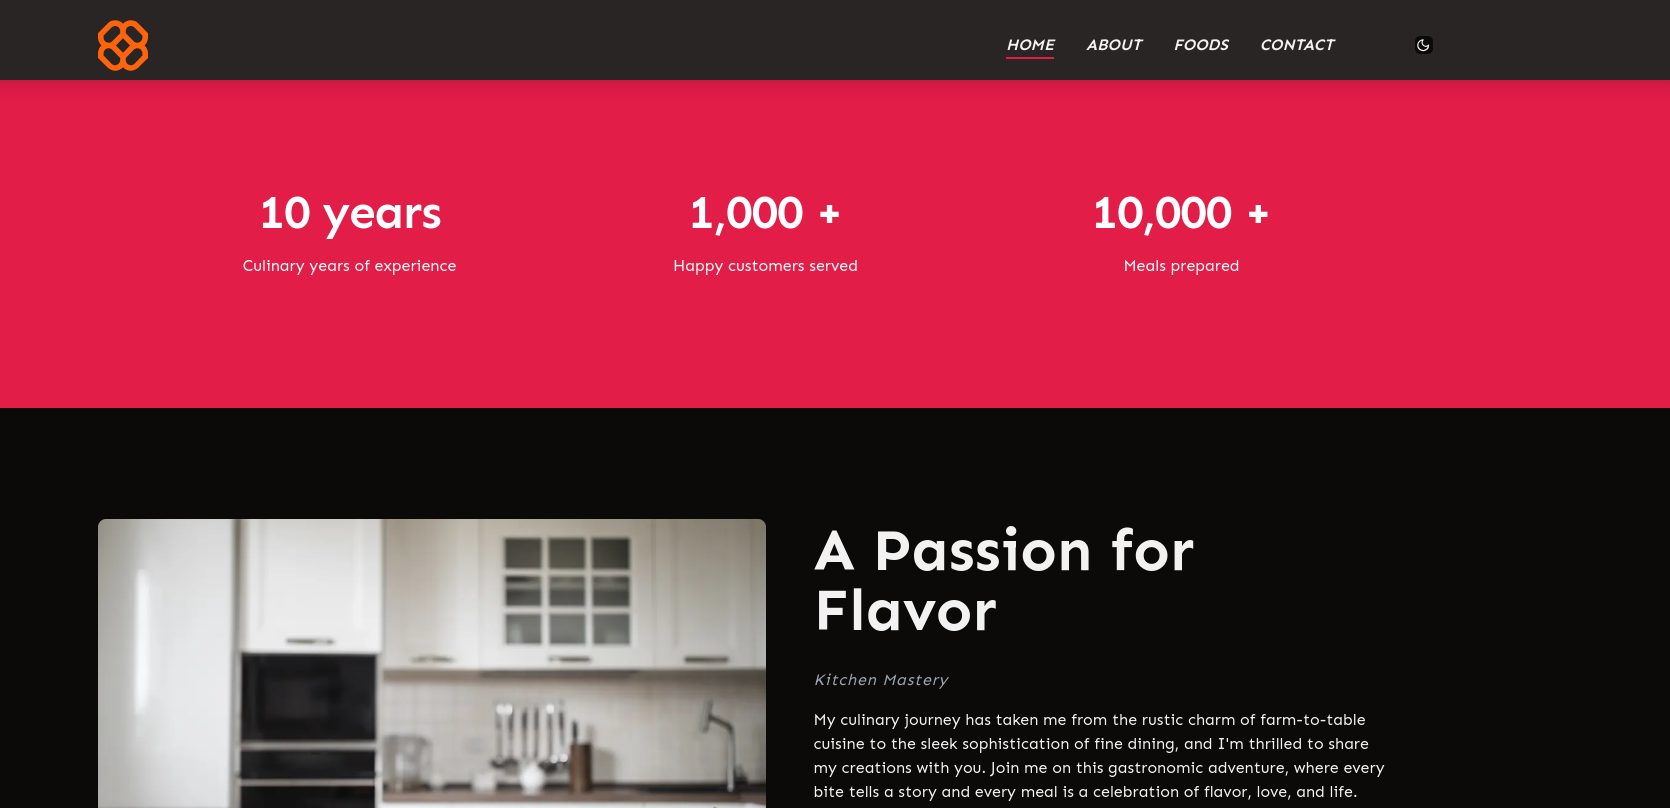 HOME ABOUT FOODS CONTACT
10 years 1,000 + 10,000 +
Culinary years of experience Happy customers served Meals prepared
A Passion for
Flavor
Kitchen Mastery
My culinary journey has taken me from the rustic charm of farm-to-table
cuisine to the sleek sophistication of fine dining, and I'm thrilled to share
my creations with you. Join me on this gastronomic adventure, where every
bite tells a story and every meal is a celebration of flavor, love, and life.